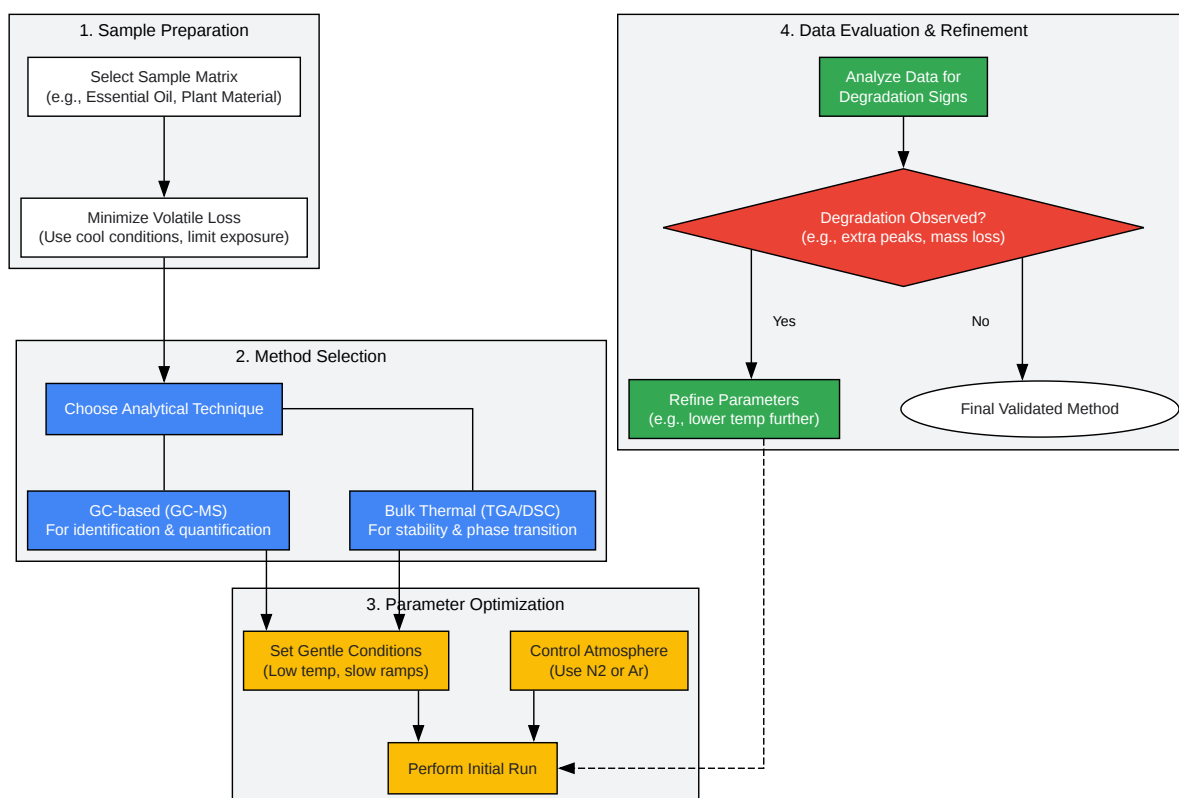 1. Sample Preparation
Select Sample Matrix
(e.g., Essential Oil, Plant Material)
Minimize Volatile Loss
(Use cool conditions, limit exposure)
2. Method Selection
Choose Analytical Technique
GC-based (GC-MS)
For identification & quantification
Bulk Thermal (TGA/DSC)
For stability & phase transition
3. Parameter Optimization
Set Gentle Conditions
(Low temp, slow ramps)
Control Atmosphere
(Use N2 or Ar)
Perform Initial Run
4. Data Evaluation & Refinement
Analyze Data for
Degradation Signs
Degradation Observed?
(e.g., extra peaks, mass loss)
Yes
No
Refine Parameters
(e.g., lower temp further)
Final Validated Method